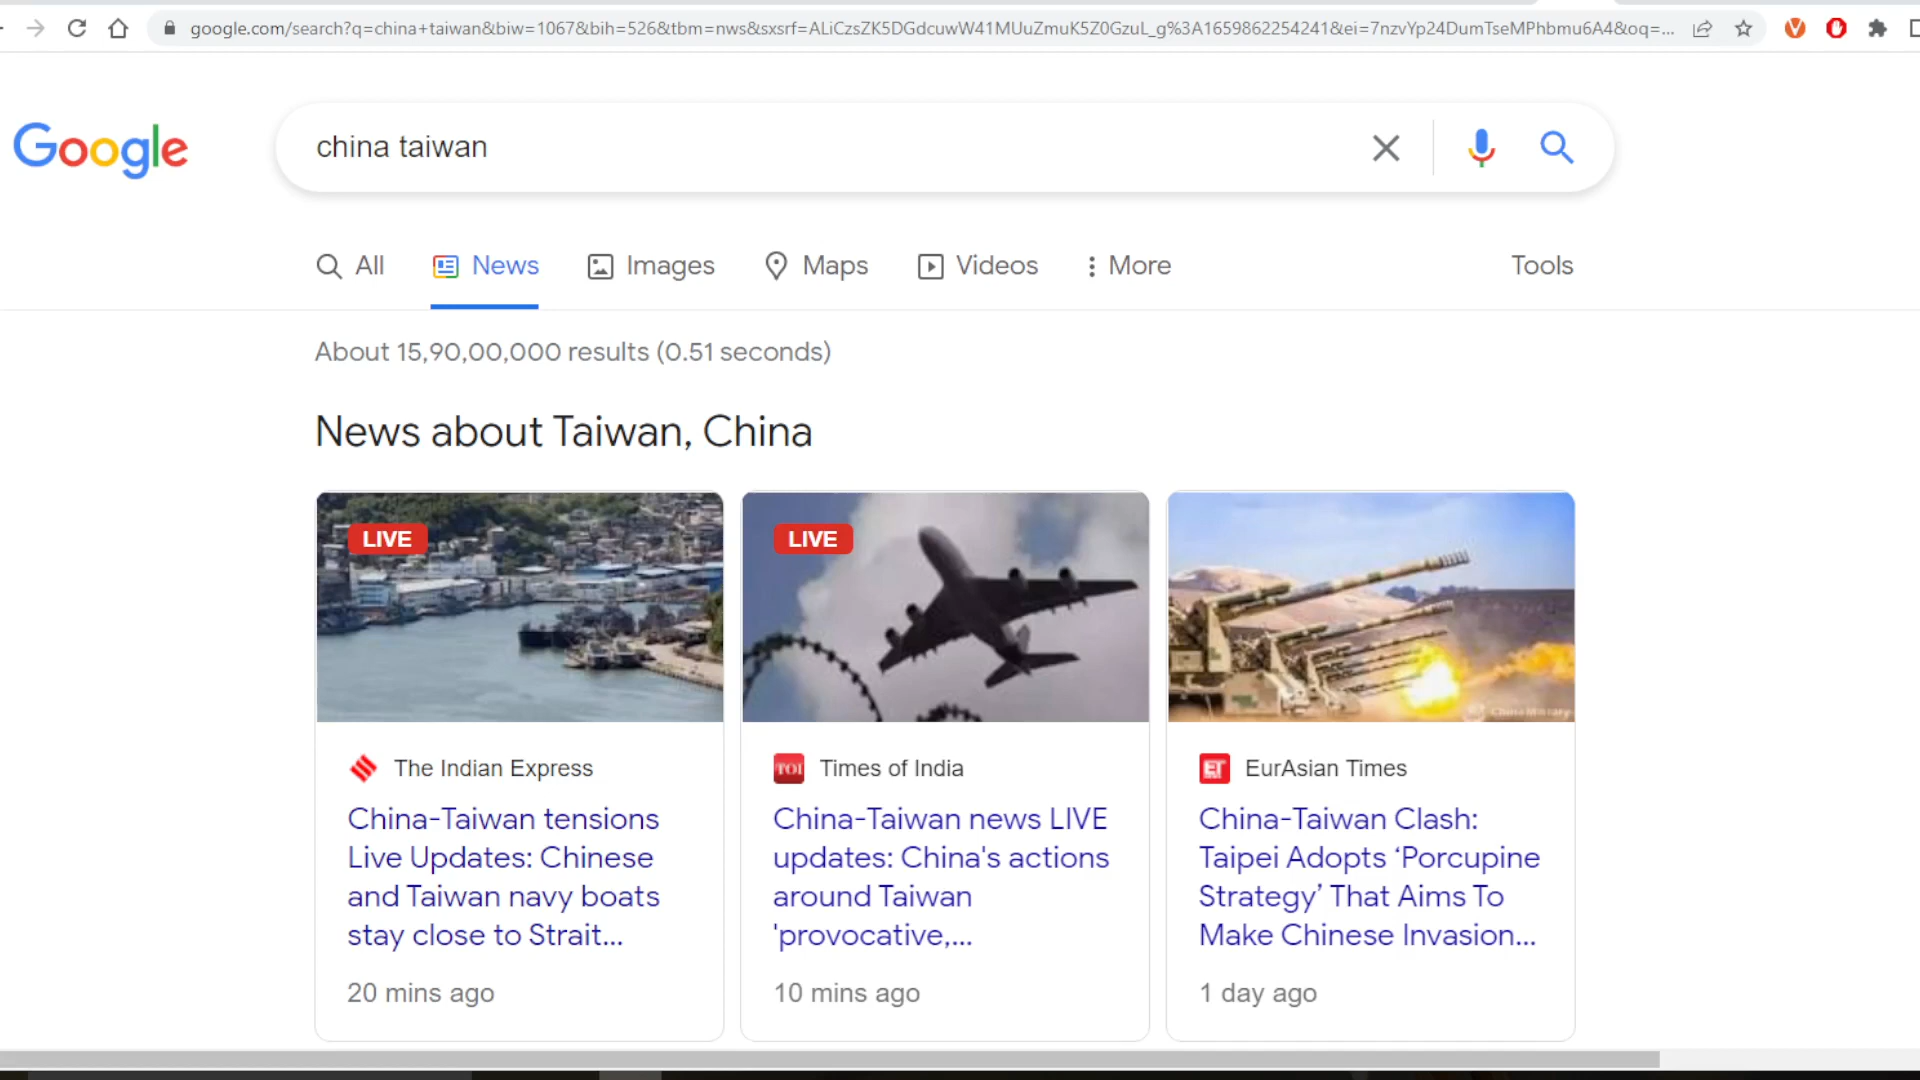 google.com/search?q=china+taiwan&biw=1067&bih=526&tbm=nws&sxsrf=ALiCzsZK5DGdcuwW41MUuZmuK5Z0GzuL_g%3A1659862254241&ei=7nzvYp24DumTseMPhbmu6A4&oq=...
Google
china taiwan
All News Images Maps Videos More Tools
About 15,90,00,000 results (0.51 seconds)
News about Taiwan, China
LIVE
The Indian Express
China-Taiwan tensions
Live Updates: Chinese
and Taiwan navy boats
stay close to Strait...
20 mins ago
LIVE
TOI
Times of India
China-Taiwan news LIVE
updates: China's actions
around Taiwan
'provocative,...
10 mins ago
China Military
ET
EurAsian Times
China-Taiwan Clash:
Taipei Adopts ‘Porcupine
Strategy’ That Aims To
Make Chinese Invasion...
1 day ago